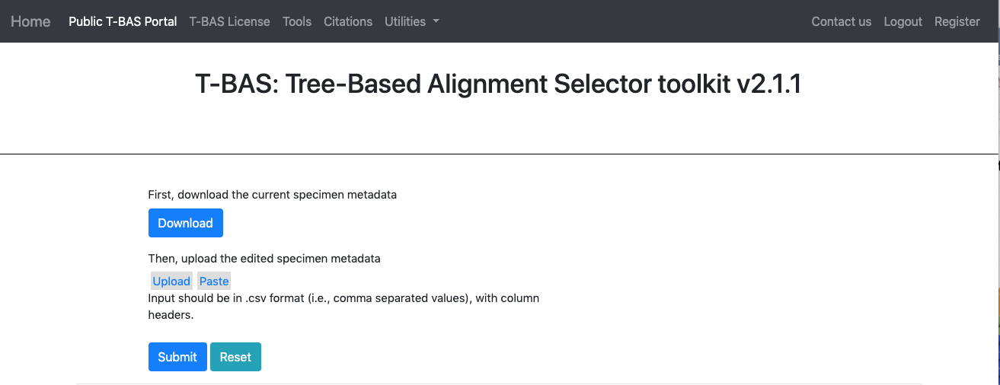 Home Public T-BAS Portal T-BAS License Tools Citations Utilities Contact us Logout Register
T-BAS: Tree-Based Alignment Selector toolkit v2.1.1
First, download the current specimen metadata
Download
Then, upload the edited specimen metadata
Upload Paste
Input should be in .csv format (i.e., comma separated values), with column
headers.
Submit Reset